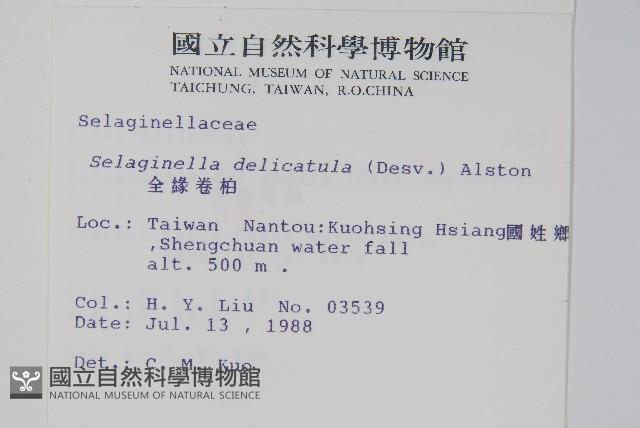 國立自然科學博物館
NATIONAL MUSEUM OF NATURAL SCIENCE
TAICHUNG, TAIWAN, R.O.CHINA
Selaginellaceae
Selaginella delicatula (Desv.) Alston
全緣卷柏
Loc.: Taiwan Nantou:Kuohsing Hsiang國姓鄉
,Shengchuan water fall
alt. 500 m .
Col.: H. Y. Liu No. 03539
Date: Jul. 13 , 1988
Det.: C. M. Kuo
國立自然科學博物館
NATIONAL MUSEUM OF NATURAL SCIENCE